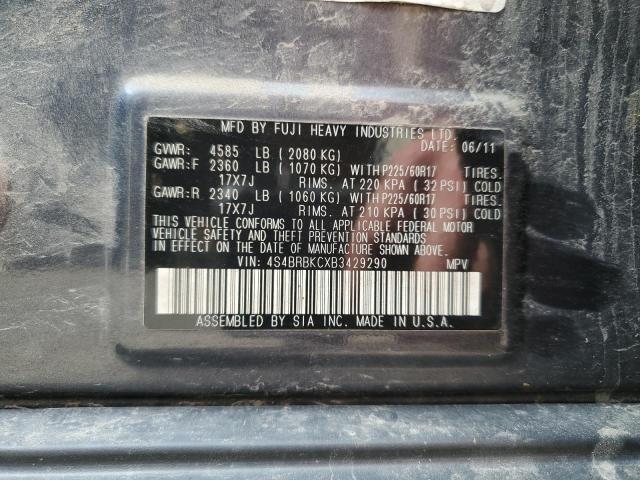 MFD BY FUJI HEAVY INDUSTRIES LTD.
DATE: 06/11
GVWR: 4585 LB (2080 KG)
GAWR:F 2360 LB (1070 KG) WITH P225/60R17 TIRES.
17X7J RIMS. AT 220 KPA (32 PSI) COLD
GAWR:R 2340 LB (1060 KG) WITH P225/60R17 TIRES.
17X7J RIMS. AT 210 KPA (30 PSI) COLD
THIS VEHICLE CONFORMS TO ALL APPLICABLE FEDERAL MOTOR
VEHICLE SAFETY AND THEFT PREVENTION STANDARDS
IN EFFECT ON THE DATE OF MANUFACTURE SHOWN ABOVE.
VIN: 4S4BRBKCXB3429290 MPV
ASSEMBLED BY SIA INC. MADE IN U.S.A.